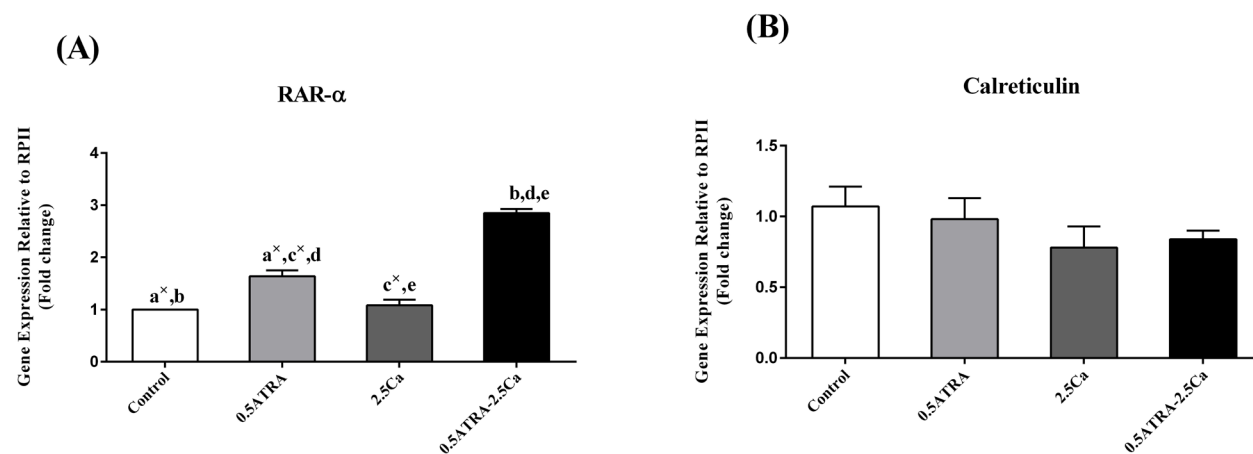 (A)
RAR-α
Gene Expression Relative to RPII
(Fold change)
4
3
2
1
0
a×,b
a×,c×,d
c×,e
b,d,e
Control
0.5ATRA
2.5Ca
0.5ATRA-2.5Ca
(B)
Calreticulin
Gene Expression Relative to RPII
(Fold change)
1.5
1.0
0.5
0.0
Control
0.5ATRA
2.5Ca
0.5ATRA-2.5Ca